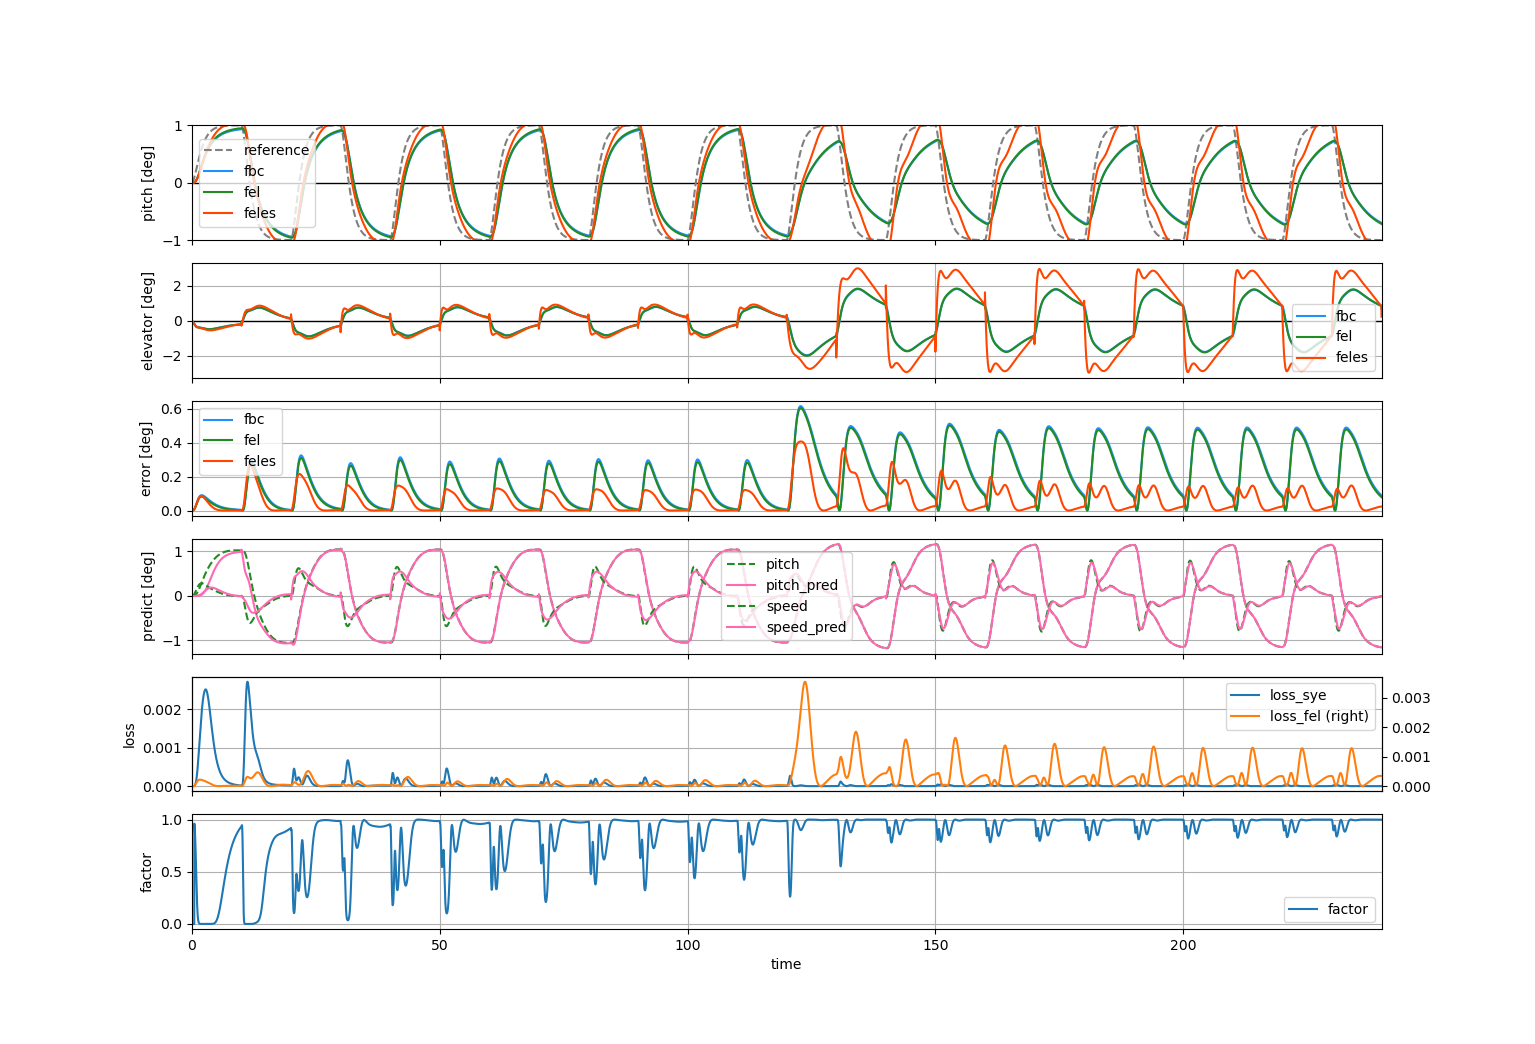 pitch [deg]
1
0
−1
reference
fbc
fel
feles
elevator [deg]
2
0
−2
fbc
fel
feles
error [deg]
0.6
0.4
0.2
0.0
fbc
fel
feles
predict [deg]
1
0
−1
pitch
pitch_pred
speed
speed_pred
loss
0.002
0.001
0.000
loss_sye
loss_fel (right)
0.003
0.002
0.001
0.000
factor
1.0
0.5
0.0
factor
0 50 100 150 200
time